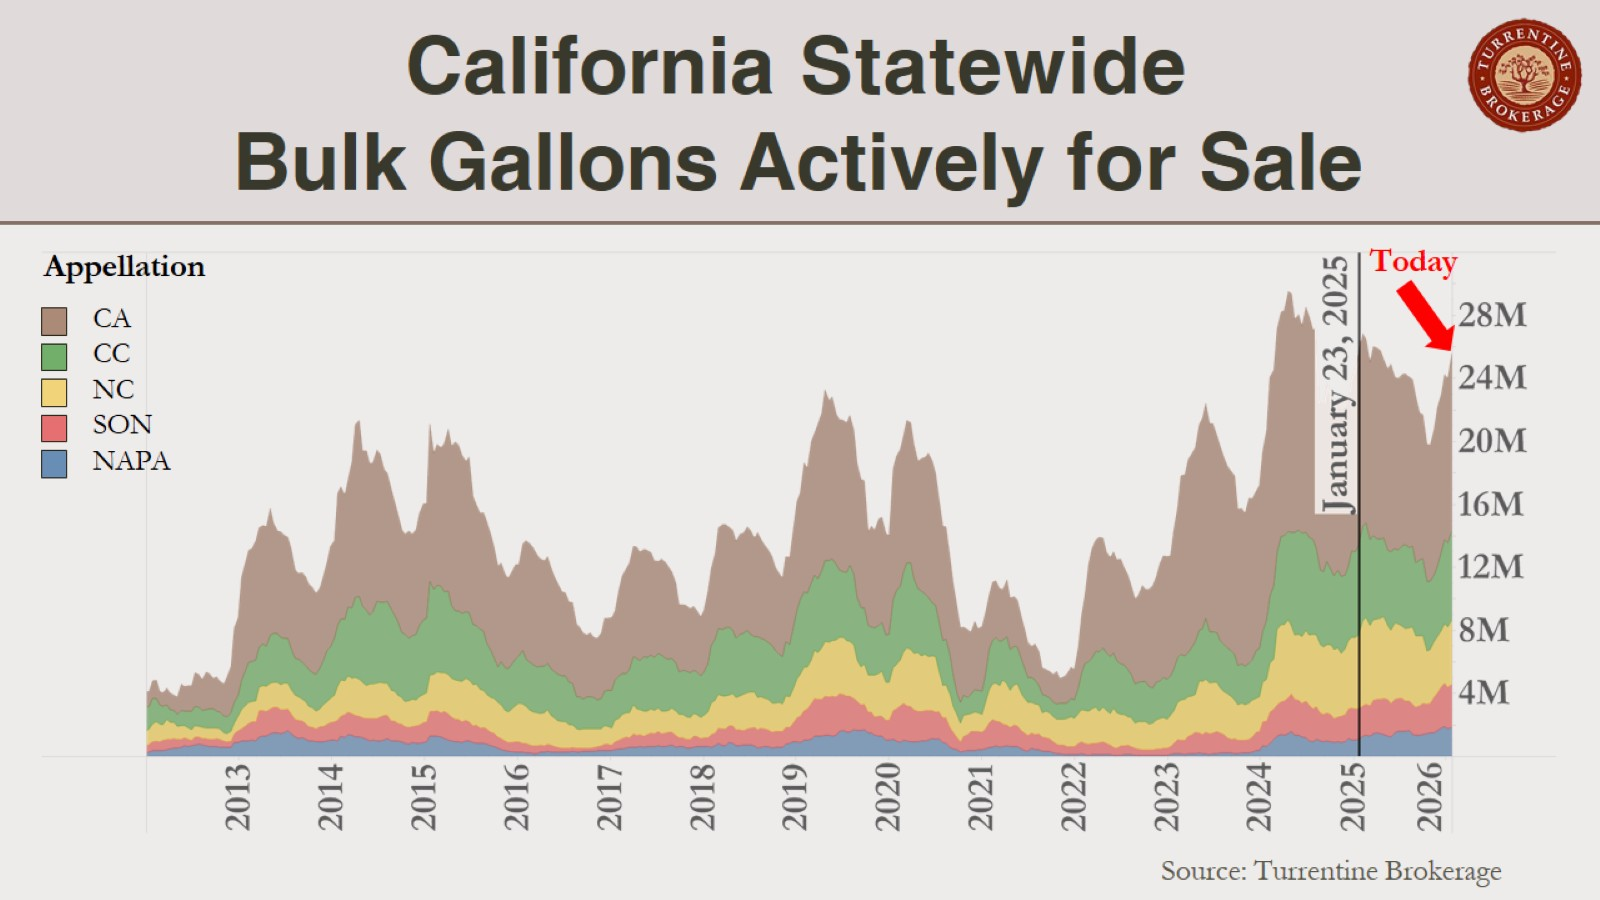 California Statewide
Bulk Gallons Actively for Sale
TURRENTINE
BROKERAGE
Appellation
CA
CC
NC
SON
NAPA
January 23, 2025
Today
28M
24M
20M
16M
12M
8M
4M
2013
2014
2015
2016
2017
2018
2019
2020
2021
2022
2023
2024
2025
2026
Source: Turrentine Brokerage